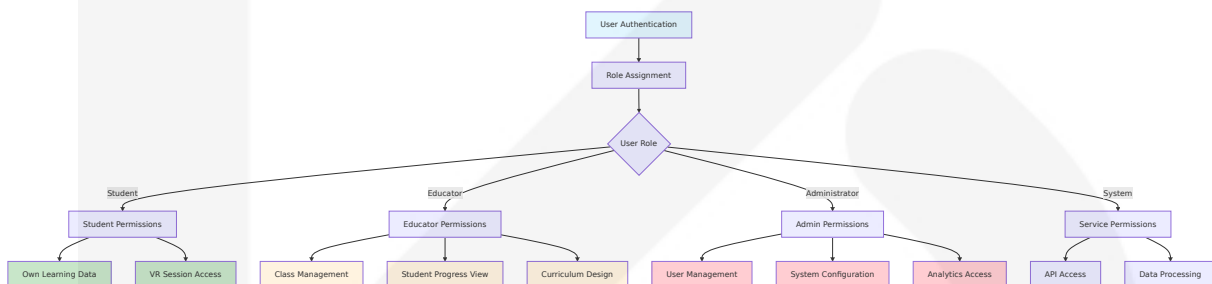 User Authentication
Role Assignment
User Role
Student
Educator
Administrator
System
Student Permissions
Educator Permissions
Admin Permissions
Service Permissions
Own Learning Data
VR Session Access
Class Management
Student Progress View
Curriculum Design
User Management
System Configuration
Analytics Access
API Access
Data Processing